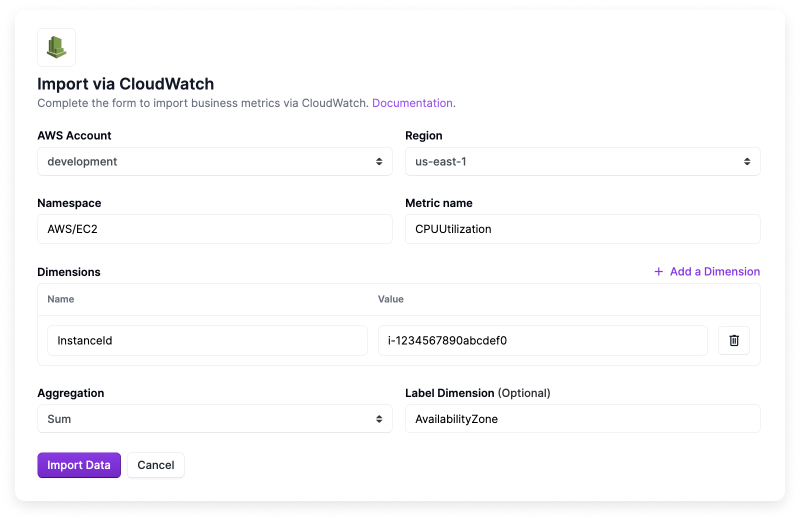 Import via CloudWatch
Complete the form to import business metrics via CloudWatch. Documentation.
AWS Account
Region
development
us-east-1
Namespace
Metric name
AWS/EC2
CPUUtilization
Dimensions
+ Add a Dimension
Name
Value
InstanceId
i-1234567890abcdef0
Aggregation
Label Dimension (Optional)
Sum
AvailabilityZone
Import Data
Cancel